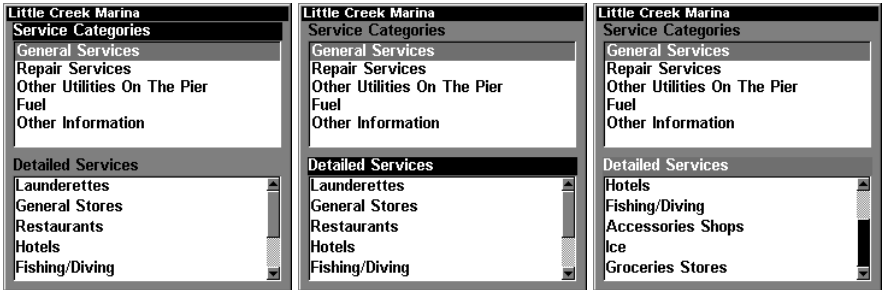 Little Creek Marina
Service Categories
General Services
Repair Services
Other Utilities On The Pier
Fuel
Other Information
Detailed Services
Launderettes
General Stores
Restaurants
Hotels
Fishing/Diving
Little Creek Marina
Service Categories
General Services
Repair Services
Other Utilities On The Pier
Fuel
Other Information
Detailed Services
Launderettes
General Stores
Restaurants
Hotels
Fishing/Diving
Little Creek Marina
Service Categories
General Services
Repair Services
Other Utilities On The Pier
Fuel
Other Information
Detailed Services
Hotels
Fishing/Diving
Accessories Shops
Ice
Groceries Stores